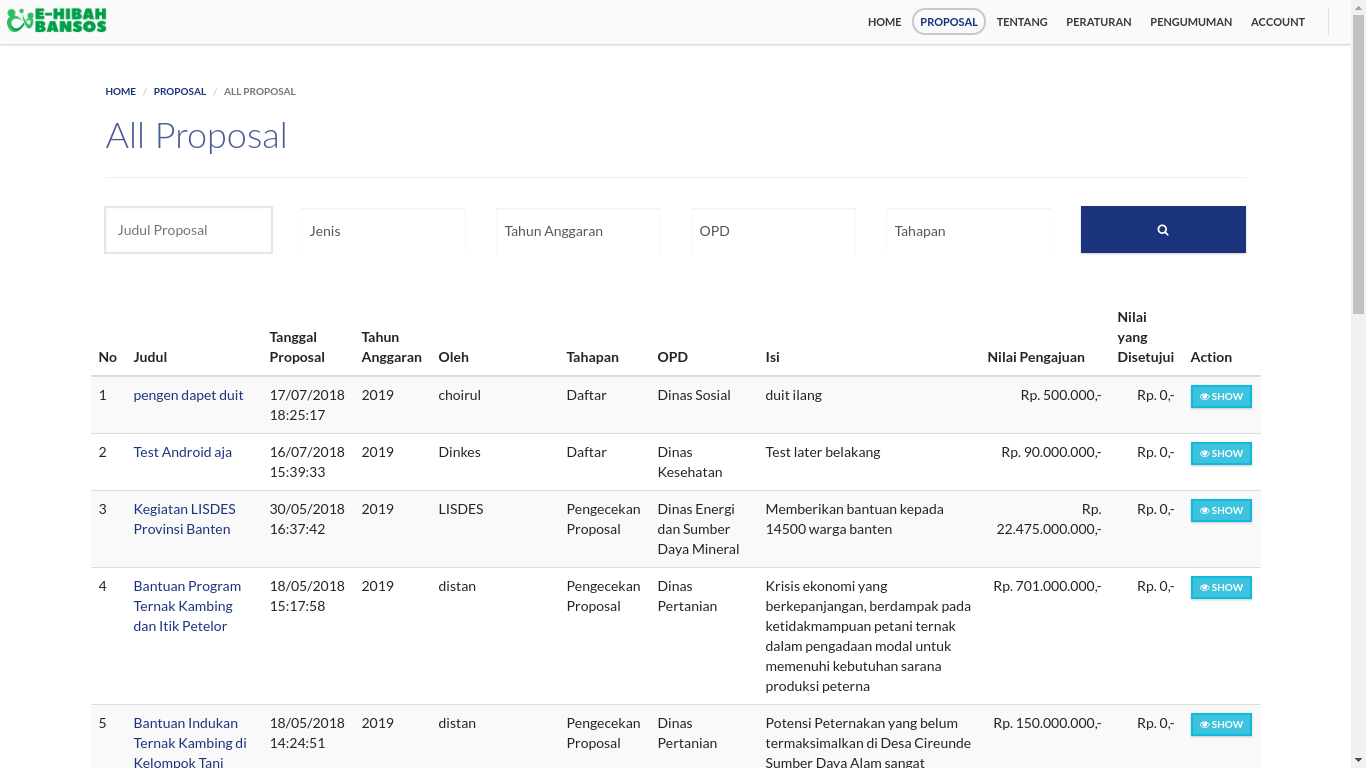 E-HIBAH
BANSOS
HOME PROPOSAL TENTANG PERATURAN PENGUMUMAN ACCOUNT
HOME / PROPOSAL / ALL PROPOSAL
All Proposal
Judul Proposal Jenis Tahun Anggaran OPD Tahapan
No Judul Tanggal Proposal Tahun Anggaran Oleh Tahapan OPD Isi Nilai Pengajuan Nilai yang Disetujui Action
1 pengen dapet duit 17/07/2018 2019 choirul Daftar Dinas Sosial duit ilang Rp. 500.000,- Rp. 0,- SHOW
18:25:17
2 Test Android aja 16/07/2018 2019 Dinkes Daftar Dinas Test later belakang Rp. 90.000.000,- Rp. 0,- SHOW
15:39:33 Kesehatan
3 Kegiatan LISDES 30/05/2018 2019 LISDES Pengecekan Dinas Energi Memberikan bantuan kepada Rp. Rp. 0,- SHOW
Provinsi Banten 16:37:42 Proposal dan Sumber 14500 warga banten 22.475.000.000,-
Daya Mineral
4 Bantuan Program 18/05/2018 2019 distan Pengecekan Dinas Krisis ekonomi yang Rp. 701.000.000,- Rp. 0,- SHOW
Ternak Kambing 15:17:58 Proposal Pertanian berkepanjangan, berdampak pada
dan Itik Petelor ketidakmampuan petani ternak
dalam pengadaan modal untuk
memenuhi kebutuhan sarana
produksi peterna
5 Bantuan Indukan 18/05/2018 2019 distan Pengecekan Dinas Potensi Peternakan yang belum Rp. 150.000.000,- Rp. 0,- SHOW
Ternak Kambing di 14:24:51 Proposal Pertanian termaksimalkan di Desa Cireunde
Kelompok Tani Sumber Daya Alam sangat